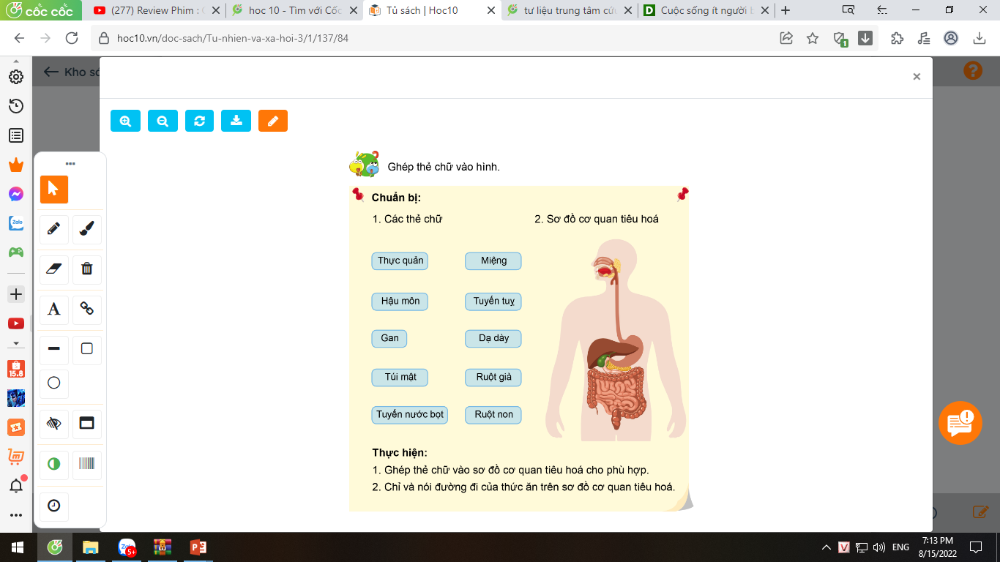 cốc cốc
(277) Review Phim : C
hoc 10 - Tìm với Cốc
Tủ sách | Hoc10
tư liệu trung tâm cứu
Cuộc sống ít người b
hoc10.vn/doc-sach/Tu-nhien-va-xa-hoi-3/1/137/84
1
Kho sá
Zalo
15.8
Ghép thẻ chữ vào hình.
Chuẩn bị:
1. Các thẻ chữ
2. Sơ đồ cơ quan tiêu hoá
Thực quản
Miệng
Hậu môn
Tuyến tuỵ
Gan
Dạ dày
Túi mật
Ruột già
Tuyến nước bọt
Ruột non
Thực hiện:
1. Ghép thẻ chữ vào sơ đồ cơ quan tiêu hoá cho phù hợp.
2. Chỉ và nói đường đi của thức ăn trên sơ đồ cơ quan tiêu hoá.
5+
ENG
7:13 PM
8/15/2022